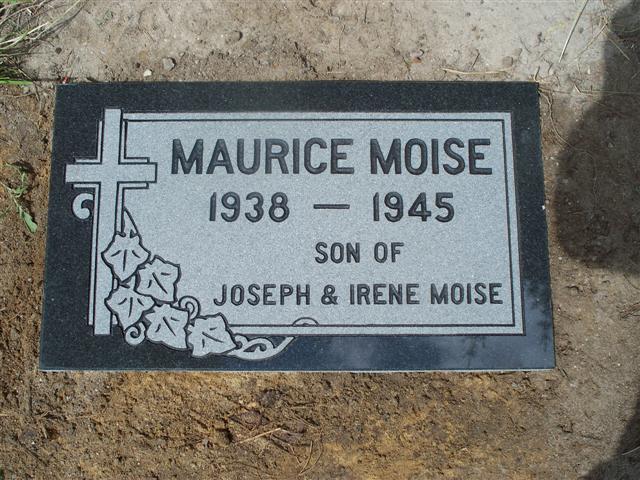 MAURICE MOISE
1938 — 1945
SON OF
JOSEPH & IRENE MOISE